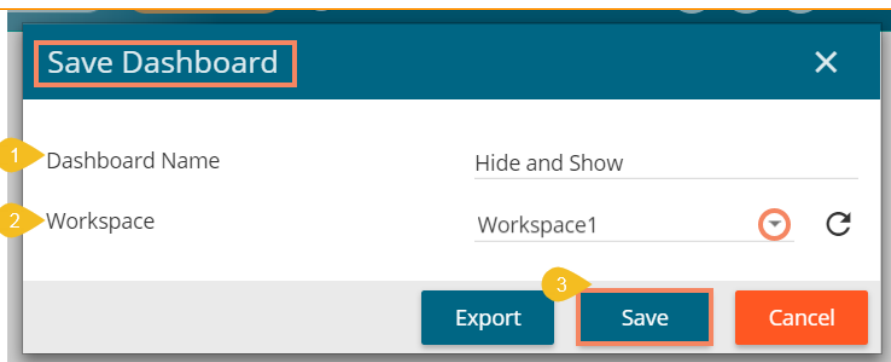 Save Dashboard
1 Dashboard Name Hide and Show
2 Workspace Workspace1
3
Export Save Cancel